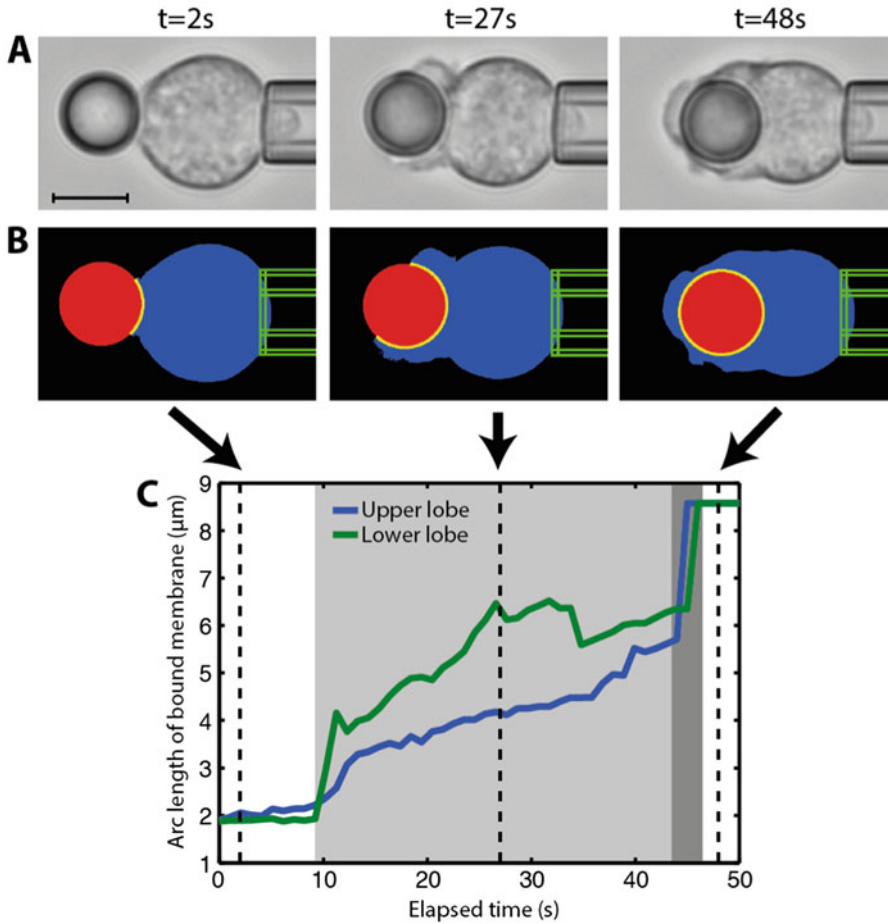 t=2s t=27s t=48s
A
B
C
9
8
7
6
5
4
3
2
1
Arc length of bound membrane (µm)
Upper lobe
Lower lobe
0 10 20 30 40 50
Elapsed time (s)